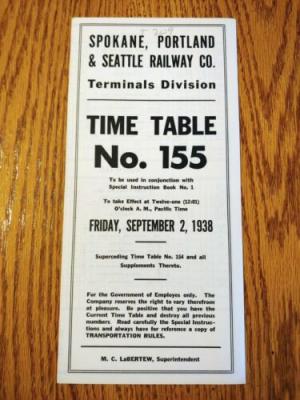 SPOKANE, PORTLAND
& SEATTLE RAILWAY CO.
Terminals Division
TIME TABLE
No. 155
To be used in conjunction with
Special Instruction Book No. 1
To take Effect at Twelve-one (12:01)
O'clock A. M., Pacific Time
FRIDAY, SEPTEMBER 2, 1938
Superceding Time Table No. 154 and all
Supplements Thereto.
For the Government of Employes only. The
Company reserves the right to vary therefrom
at pleasure. Be positive that you have the
Current Time Table and destroy all previous
numbers. Read carefully the Special Instruc-
tions and always have for reference a copy of
TRANSPORTATION RULES.
M. C. LaBERTEW, Superintendent